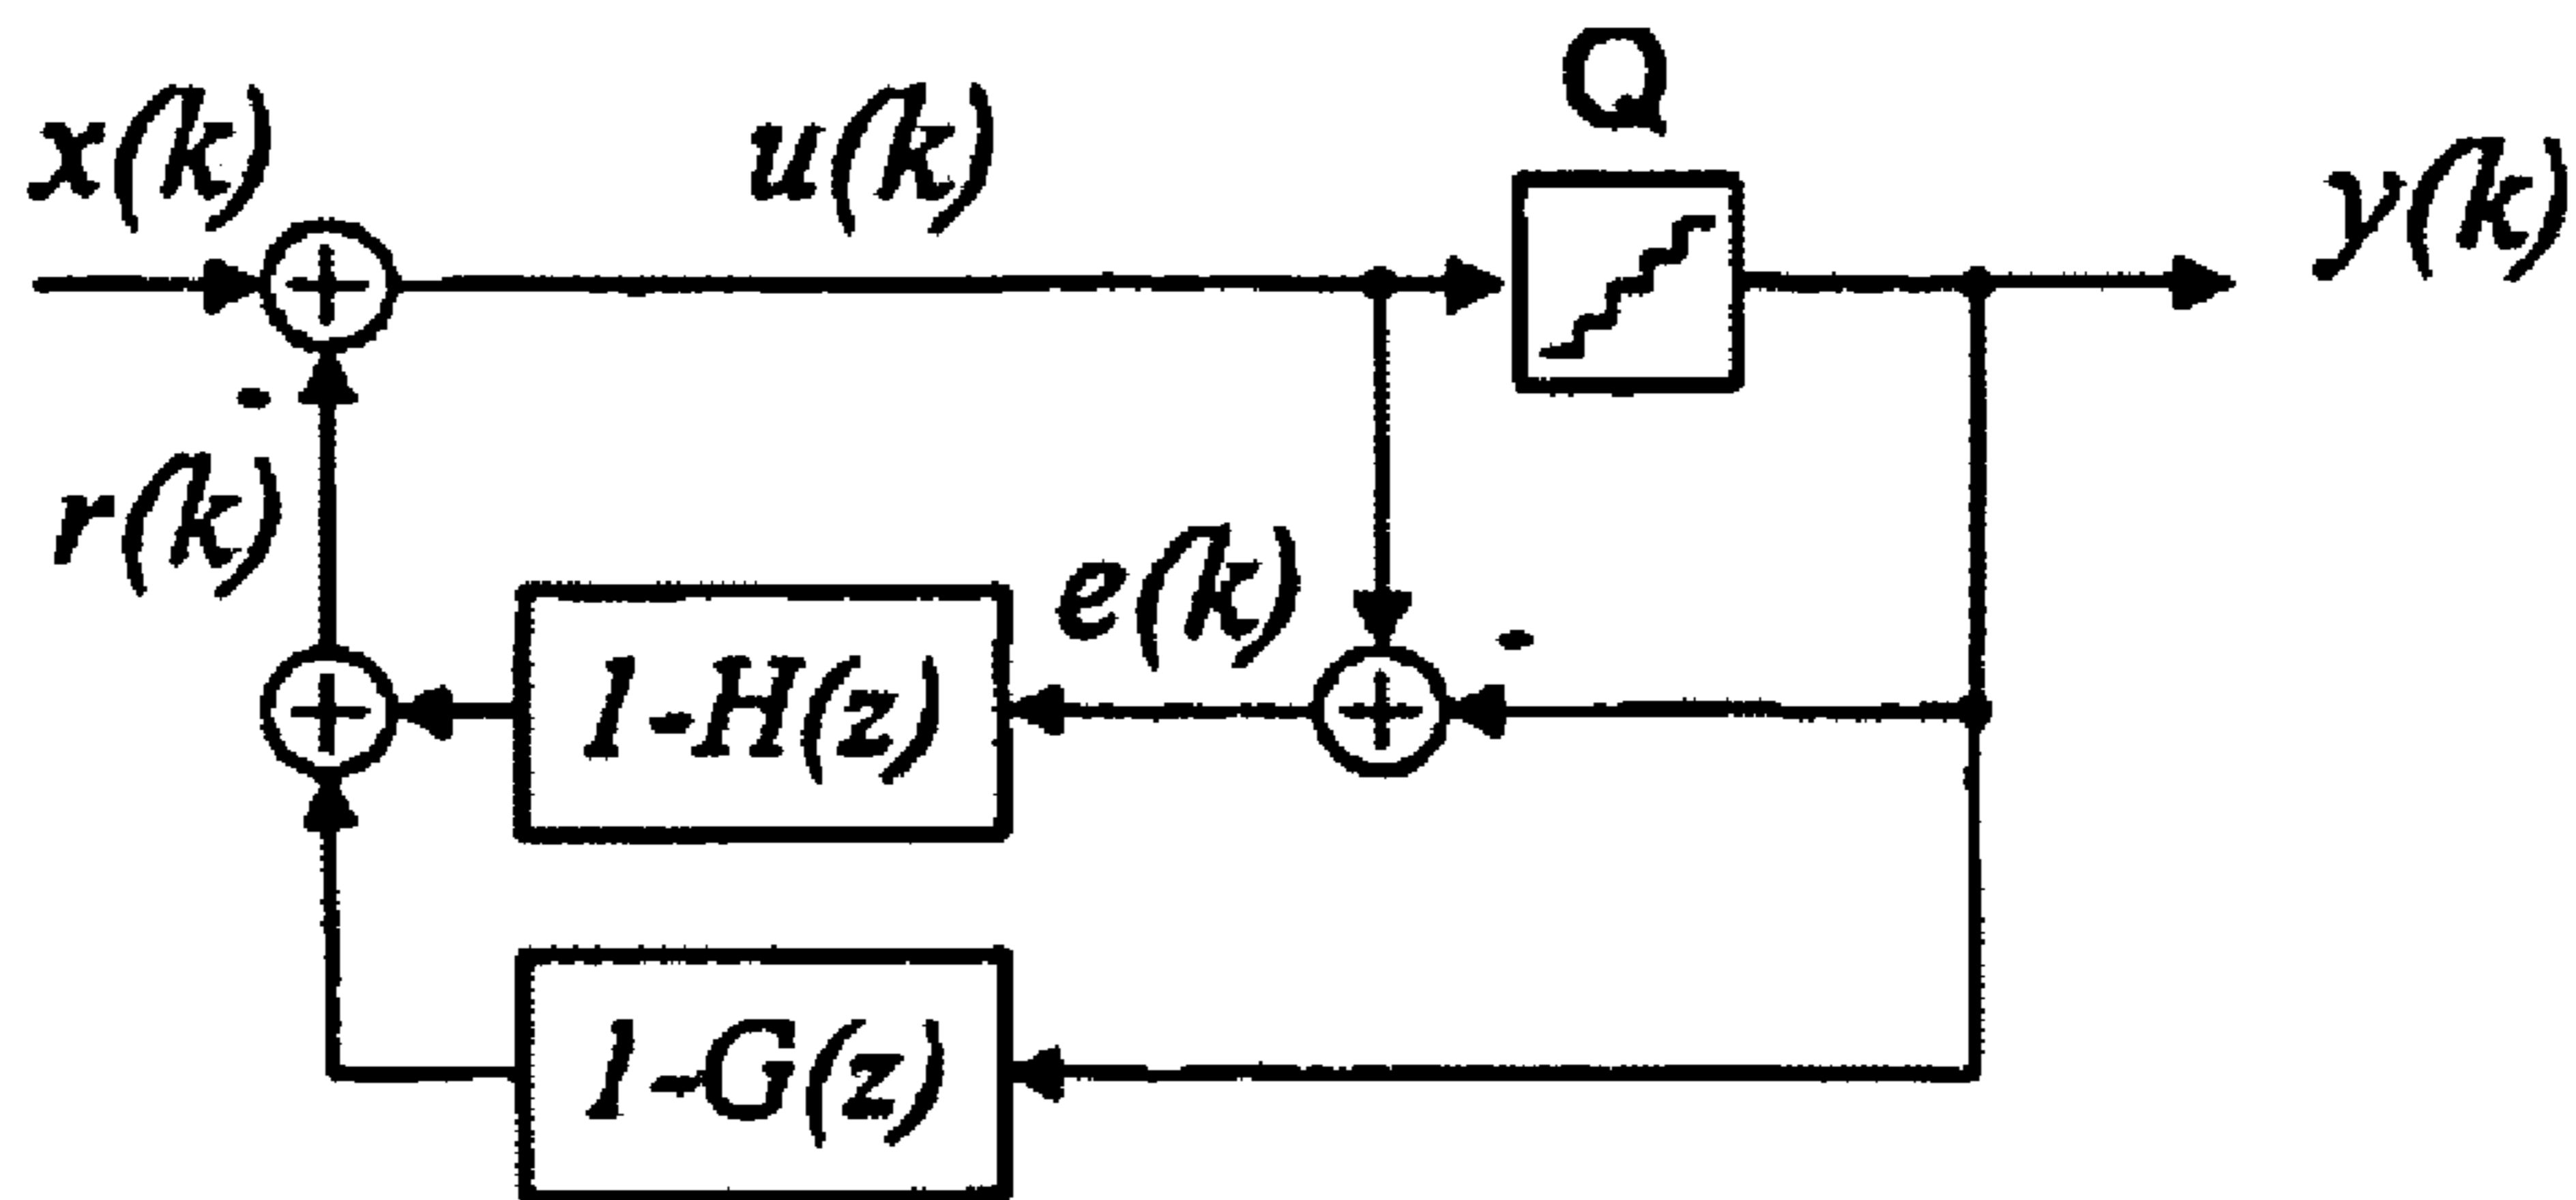 Q
x(k)
u(k)
y(k)
-
r(k)
e(k)
-
1-H(z)
1-G(z)